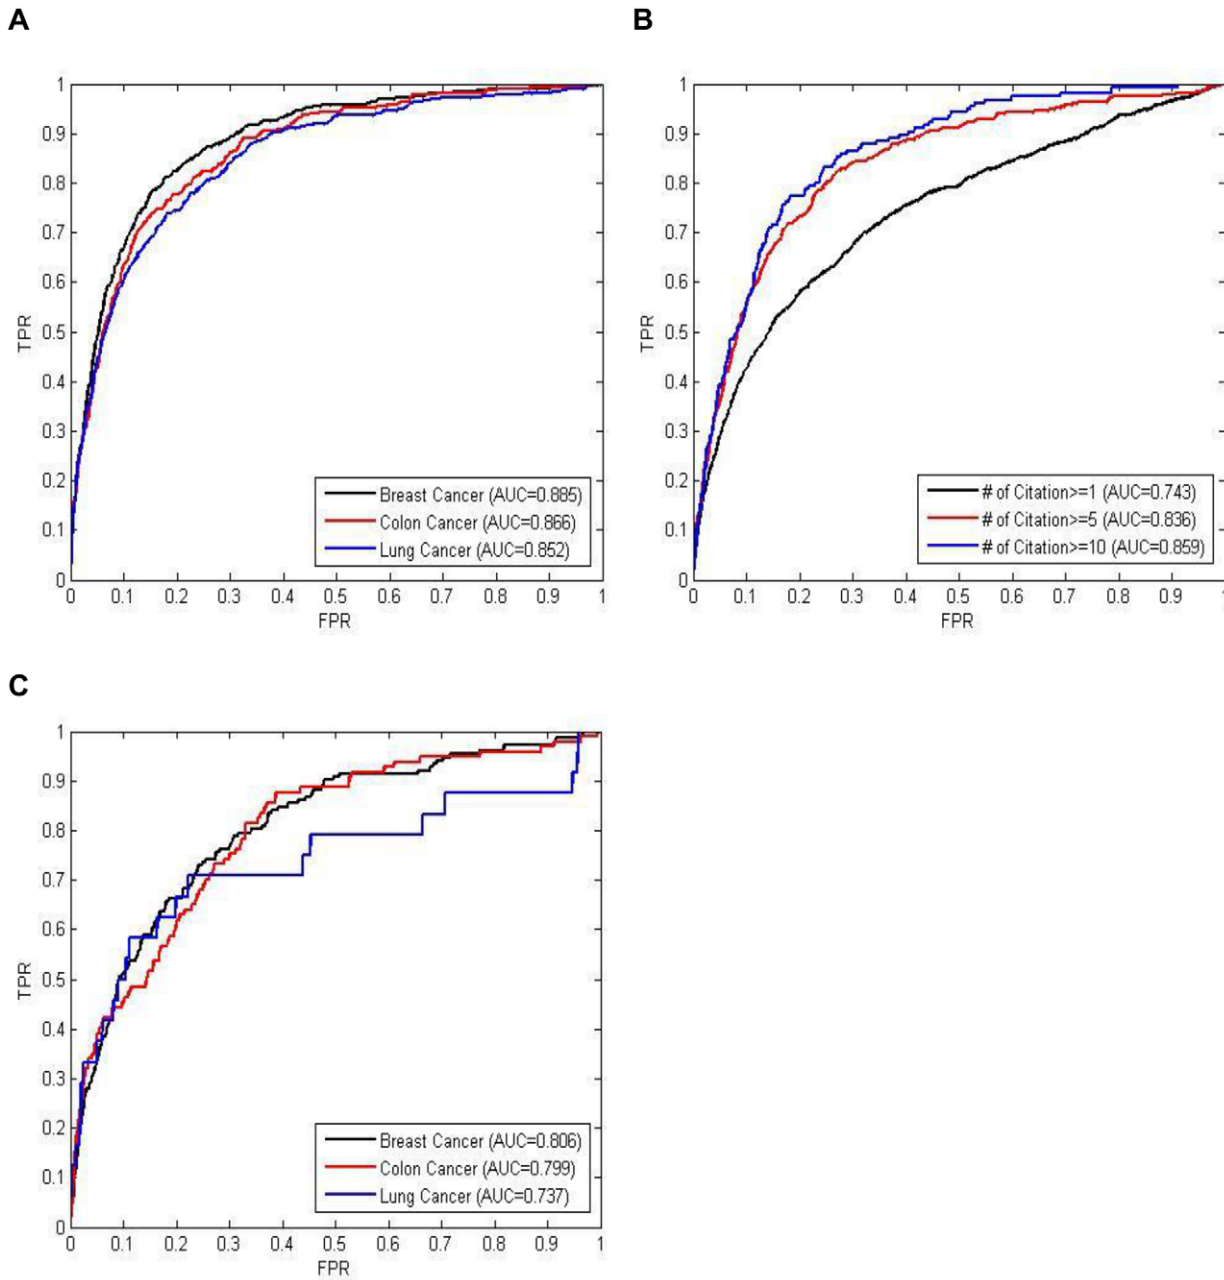 A
B
1
0.9
0.8
0.7
0.6
0.5
0.4
0.3
0.2
0.1
0
TPR
0 0.1 0.2 0.3 0.4 0.5 0.6 0.7 0.8 0.9 1
FPR
Breast Cancer (AUC=0.885)
Colon Cancer (AUC=0.866)
Lung Cancer (AUC=0.852)
1
0.9
0.8
0.7
0.6
0.5
0.4
0.3
0.2
0.1
0
TPR
0 0.1 0.2 0.3 0.4 0.5 0.6 0.7 0.8 0.9
FPR
# of Citation>=1 (AUC=0.743)
# of Citation>=5 (AUC=0.836)
# of Citation>=10 (AUC=0.859)
C
1
0.9
0.8
0.7
0.6
0.5
0.4
0.3
0.2
0.1
0
TPR
0 0.1 0.2 0.3 0.4 0.5 0.6 0.7 0.8 0.9 1
FPR
Breast Cancer (AUC=0.806)
Colon Cancer (AUC=0.799)
Lung Cancer (AUC=0.737)